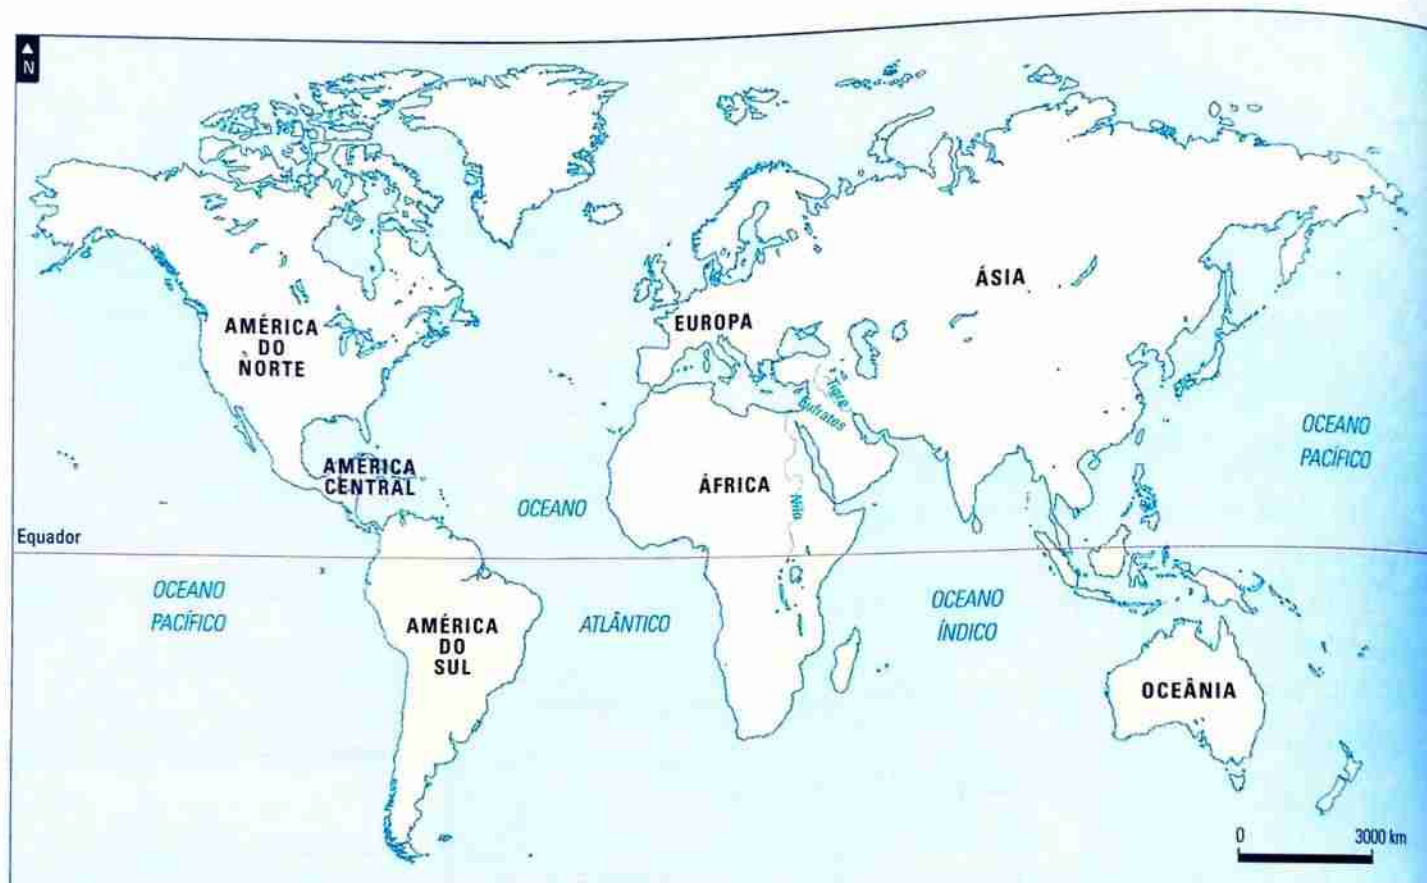 N
AMÉRICA
DO
NORTE
EUROPA
ÁSIA
Tigre
Eufrates
OCEANO
PACÍFICO
AMÉRICA
CENTRAL
OCEANO
ÁFRICA
Nilo
Equador
OCEANO
PACÍFICO
AMÉRICA
DO
SUL
ATLÂNTICO
OCEANO
ÍNDICO
OCEÂNIA
0 3000 km